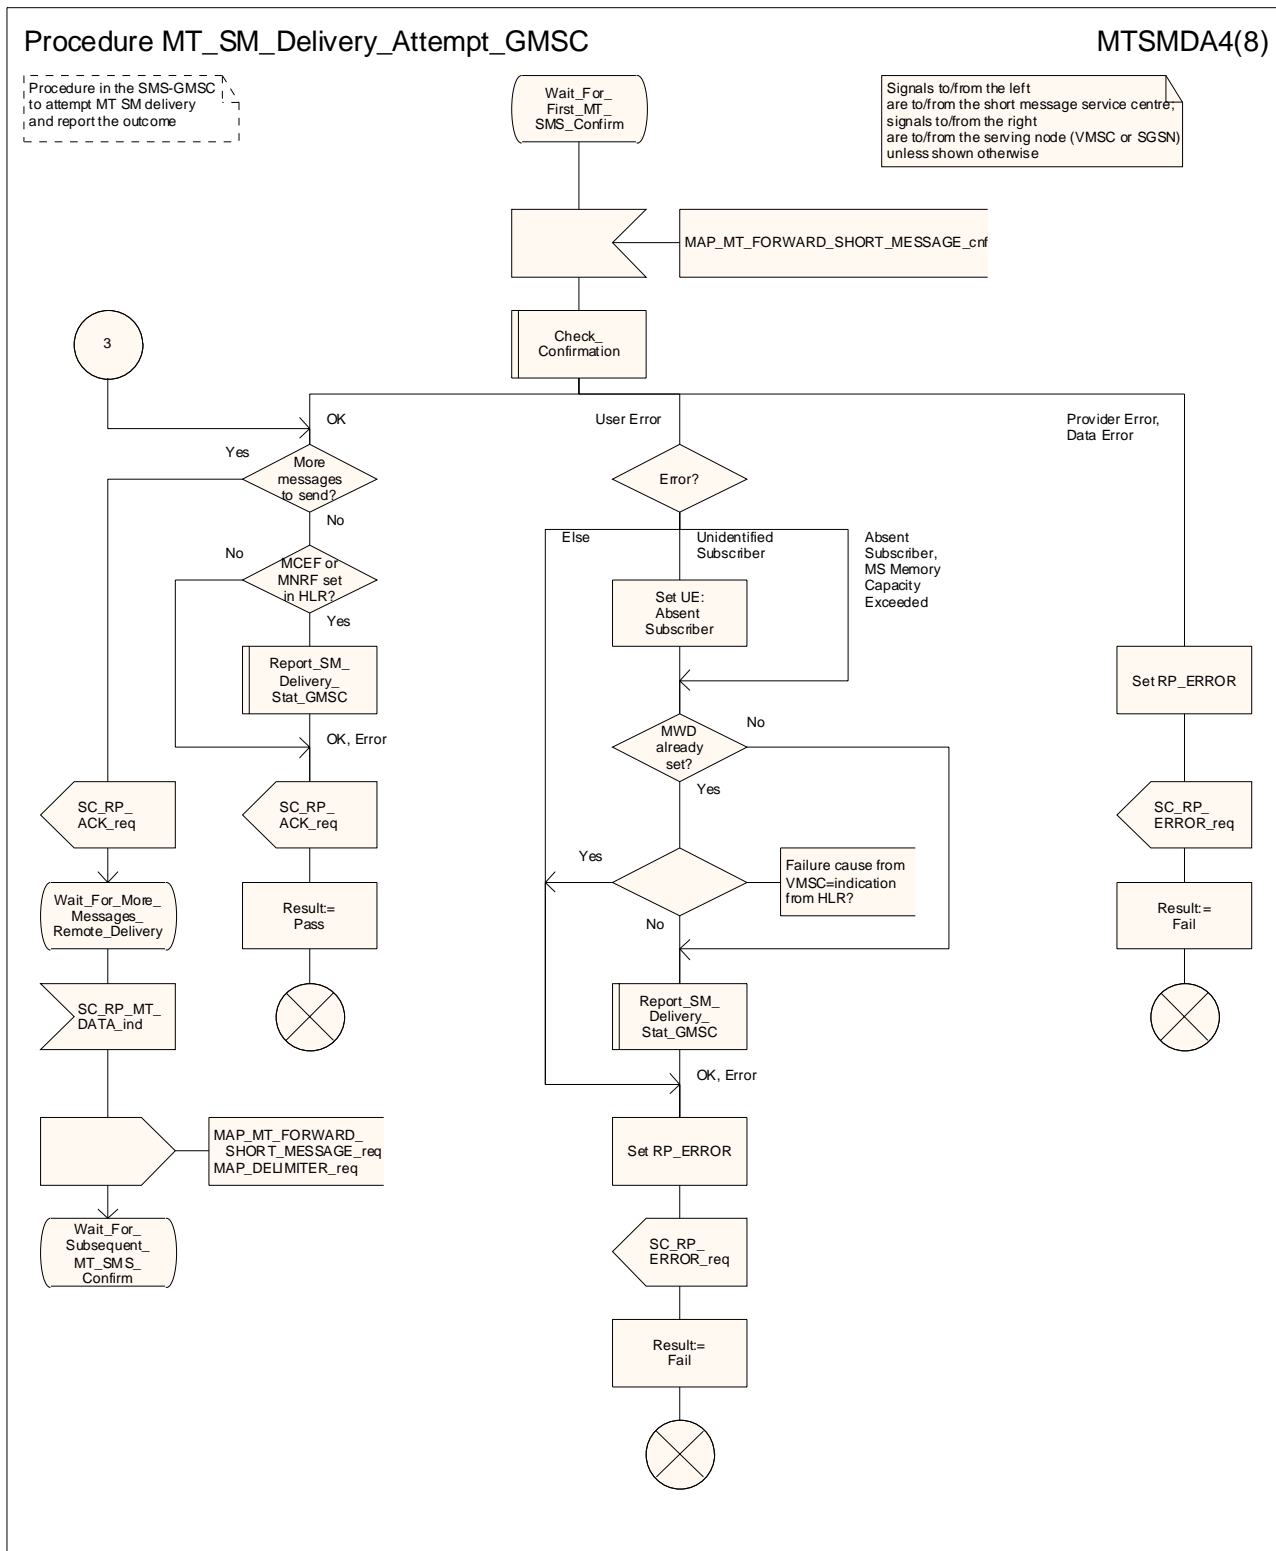 Procedure MT_SM_Delivery_Attempt_GMSC
MTSMDA4(8)
Procedure in the SMS-GMSC
to attempt MT SM delivery
and report the outcome
Wait_For_
First_MT_
SMS_Confirm
Signals to/from the left
are to/from the short message service centre;
signals to/from the right
are to/from the serving node (VMSC or SGSN)
unless shown otherwise
MAP_MT_FORWARD_SHORT_MESSAGE_cnf
Check_
Confirmation
3
OK
User Error
Provider Error,
Data Error
Yes
More
messages
to send?
Error?
No
Else
Unidentified
Subscriber
Absent
Subscriber,
MS Memory
Capacity
Exceeded
No
MCEF or
MNRF set
in HLR?
Yes
Set UE:
Absent
Subscriber
Report_SM_
Delivery_
Stat_GMSC
Set RP_ERROR
OK, Error
MWD
already
set?
No
Yes
SC_RP_
ACK_req
SC_RP_
ACK_req
SC_RP_
ERROR_req
Yes
Failure cause from
VMSC=indication
from HLR?
No
Wait_For_More_
Messages_
Remote_Delivery
Result:=
Pass
Result:=
Fail
SC_RP_MT_
DATA_ind
Report_SM_
Delivery_
Stat_GMSC
OK, Error
MAP_MT_FORWARD_
SHORT_MESSAGE_req
MAP_DELIMITER_req
Set RP_ERROR
Wait_For_
Subsequent_
MT_SMS_
Confirm
SC_RP_
ERROR_req
Result:=
Fail